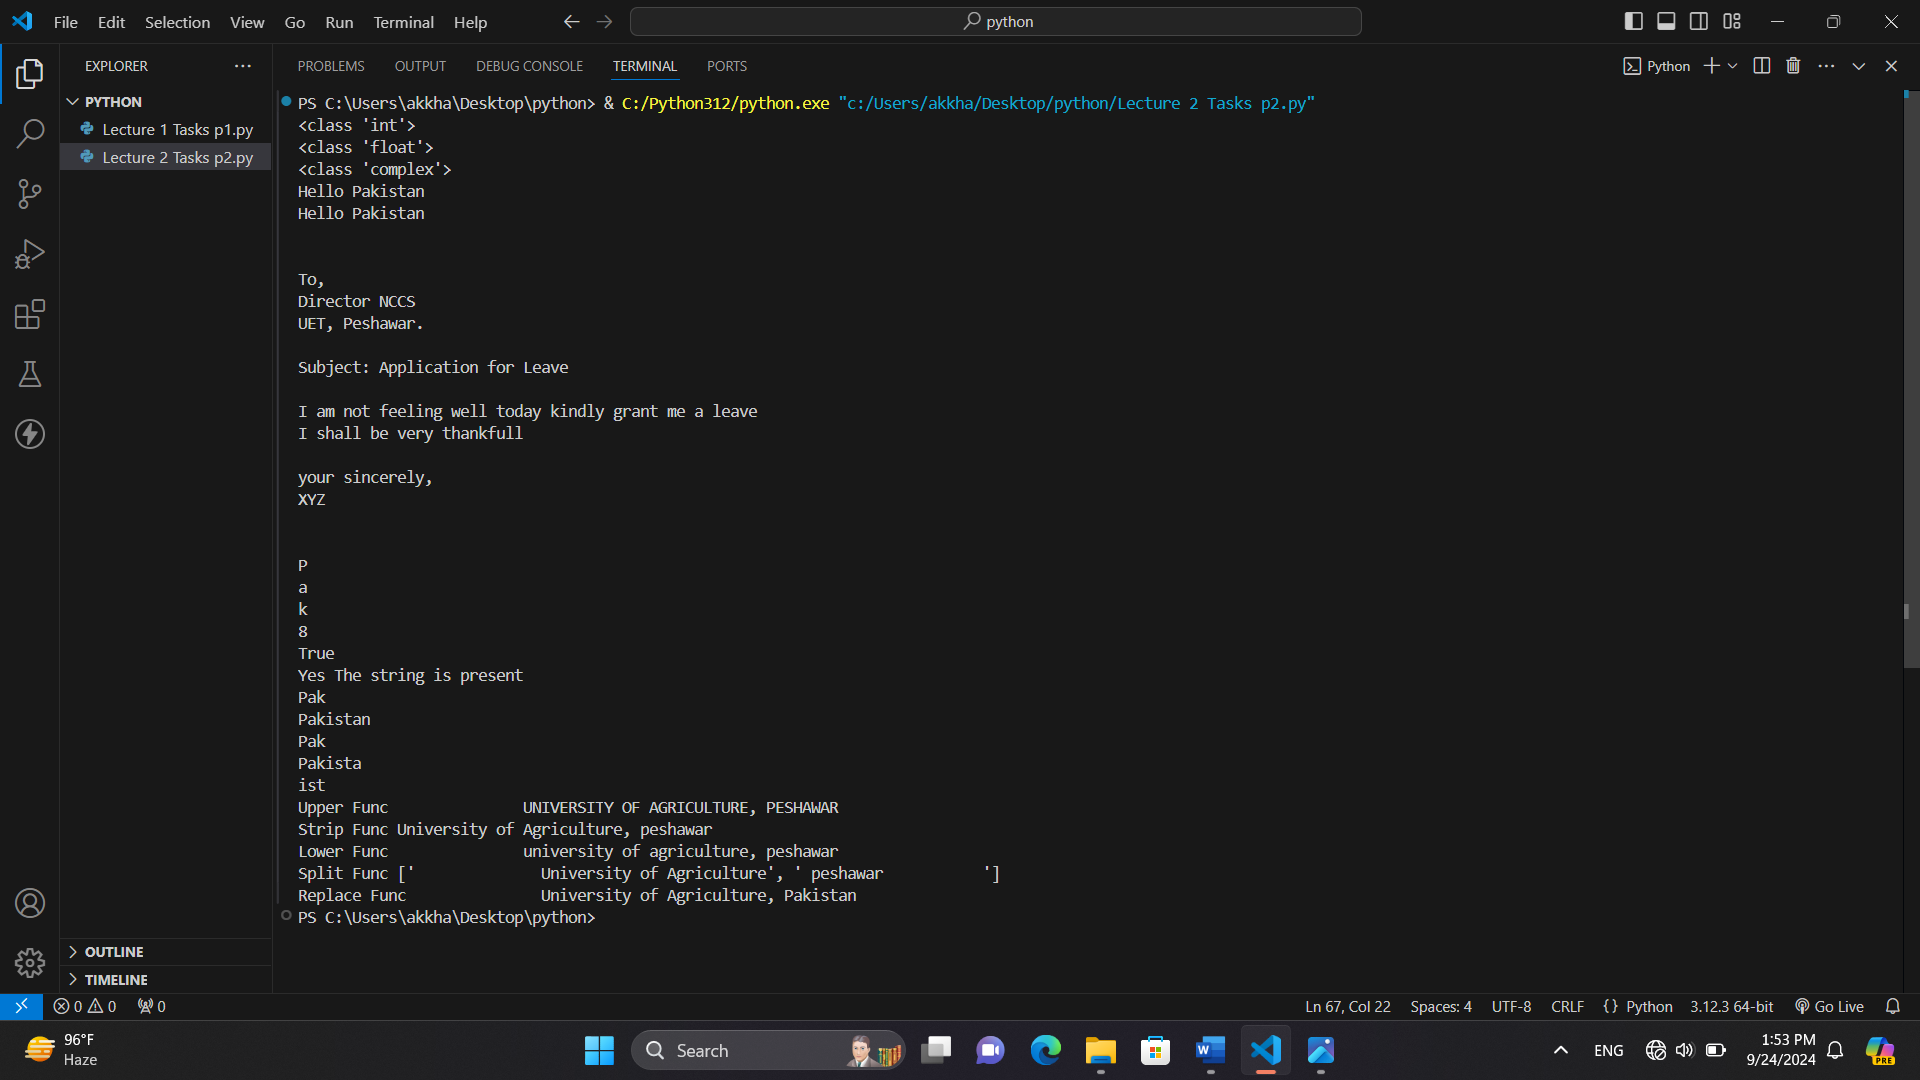 File Edit Selection View Go Run Terminal Help
python
EXPLORER
PYTHON
Lecture 1 Tasks p1.py
Lecture 2 Tasks p2.py
OUTLINE
TIMELINE
PROBLEMS OUTPUT DEBUG CONSOLE TERMINAL PORTS
Python
PS C:\Users\akkha\Desktop\python> & C:/Python312/python.exe "c:/Users/akkha/Desktop/python/Lecture 2 Tasks p2.py"
<class 'int'>
<class 'float'>
<class 'complex'>
Hello Pakistan
Hello Pakistan
To,
Director NCCS
UET, Peshawar.
Subject: Application for Leave
I am not feeling well today kindly grant me a leave
I shall be very thankfull
your sincerely,
XYZ
P
a
k
8
True
Yes The string is present
Pak
Pakistan
Pak
Pakista
ist
Upper Func               UNIVERSITY OF AGRICULTURE, PESHAWAR
Strip Func University of Agriculture, peshawar
Lower Func               university of agriculture, peshawar
Split Func ['              University of Agriculture', ' peshawar           ']
Replace Func               University of Agriculture, Pakistan
PS C:\Users\akkha\Desktop\python>
0 0 0
Ln 67, Col 22 Spaces: 4 UTF-8 CRLF {} Python 3.12.3 64-bit Go Live
96°F
Haze
Search
ENG
1:53 PM
9/24/2024
PRE